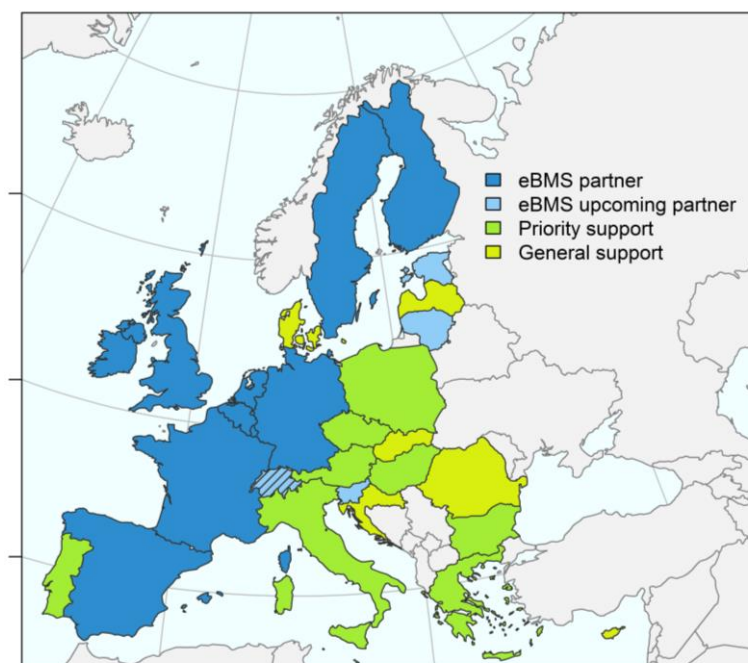 eBMS partner
eBMS upcoming partner
Priority support
General support